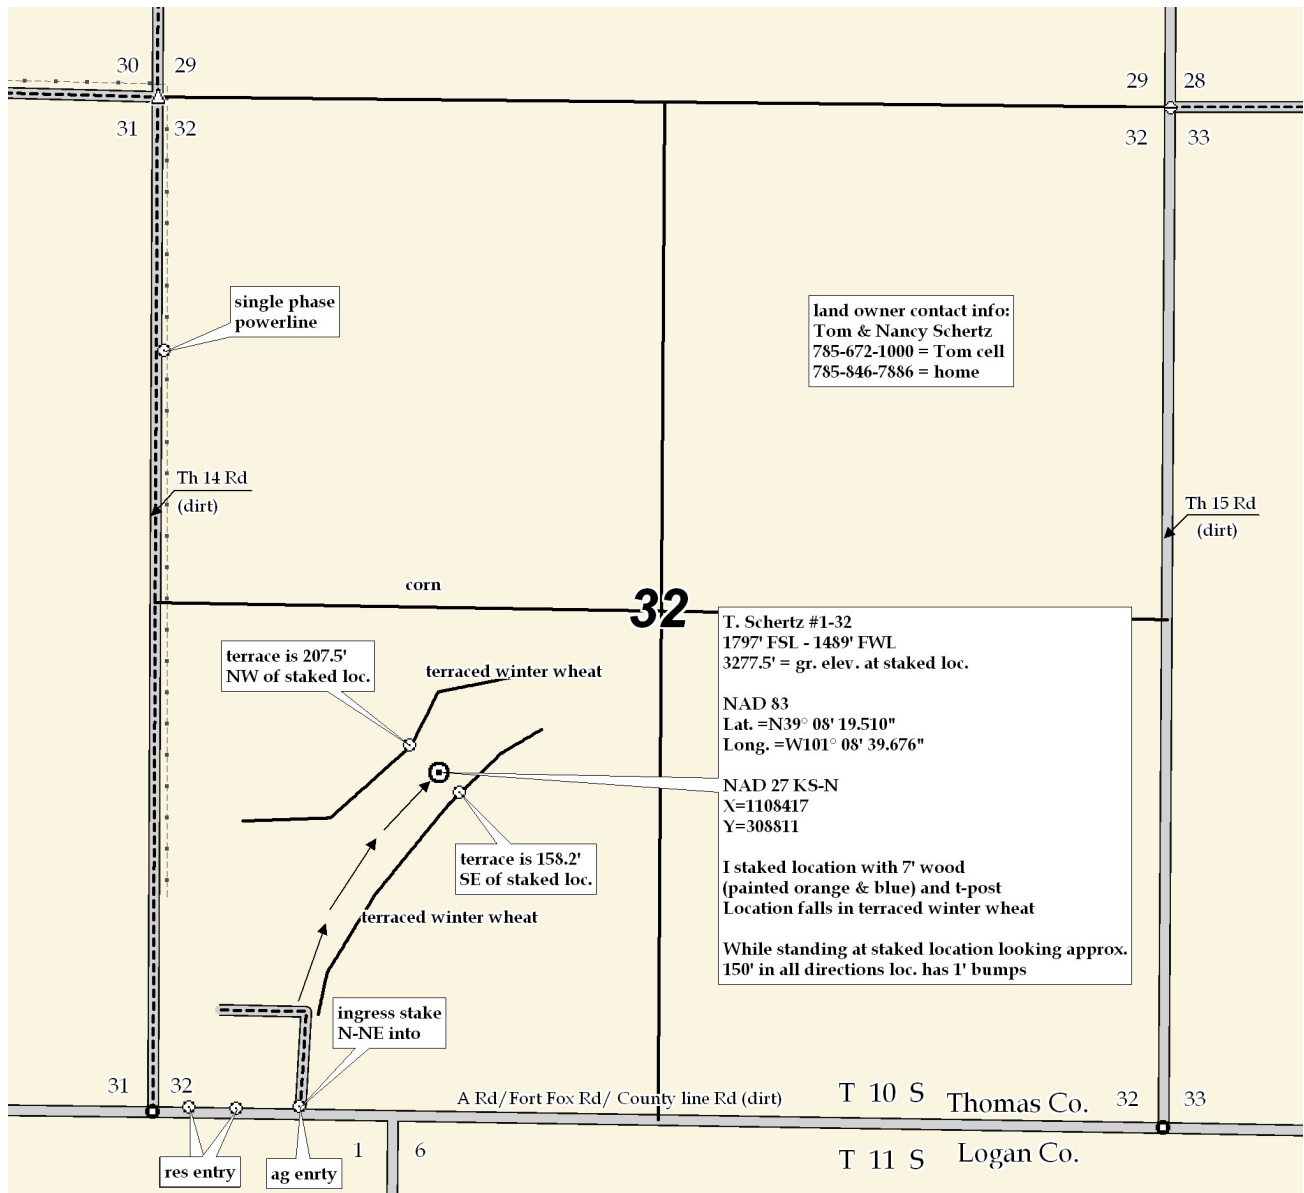 30 29
29 28
31 32
32 33
single phase
powerline
land owner contact info:
Tom & Nancy Schertz
785-672-1000 = Tom cell
785-846-7886 = home
Th 14 Rd
(dirt)
Th 15 Rd
(dirt)
corn
32
T. Schertz #1-32
1797' FSL - 1489' FWL
3277.5' = gr. elev. at staked loc.
NAD 83
Lat. =N39° 08' 19.510"
Long. =W101° 08' 39.676"
NAD 27 KS-N
X=1108417
Y=308811
I staked location with 7' wood
(painted orange & blue) and t-post
Location falls in terraced winter wheat
While standing at staked location looking approx.
150' in all directions loc. has 1' bumps
terrace is 207.5'
NW of staked loc.
terraced winter wheat
terrace is 158.2'
SE of staked loc.
terraced winter wheat
ingress stake
N-NE into
31 32
A Rd/Fort Fox Rd/ County line Rd (dirt)
T 10 S
Thomas Co.
32 33
res entry
ag enrty
1 6
T 11 S
Logan Co.